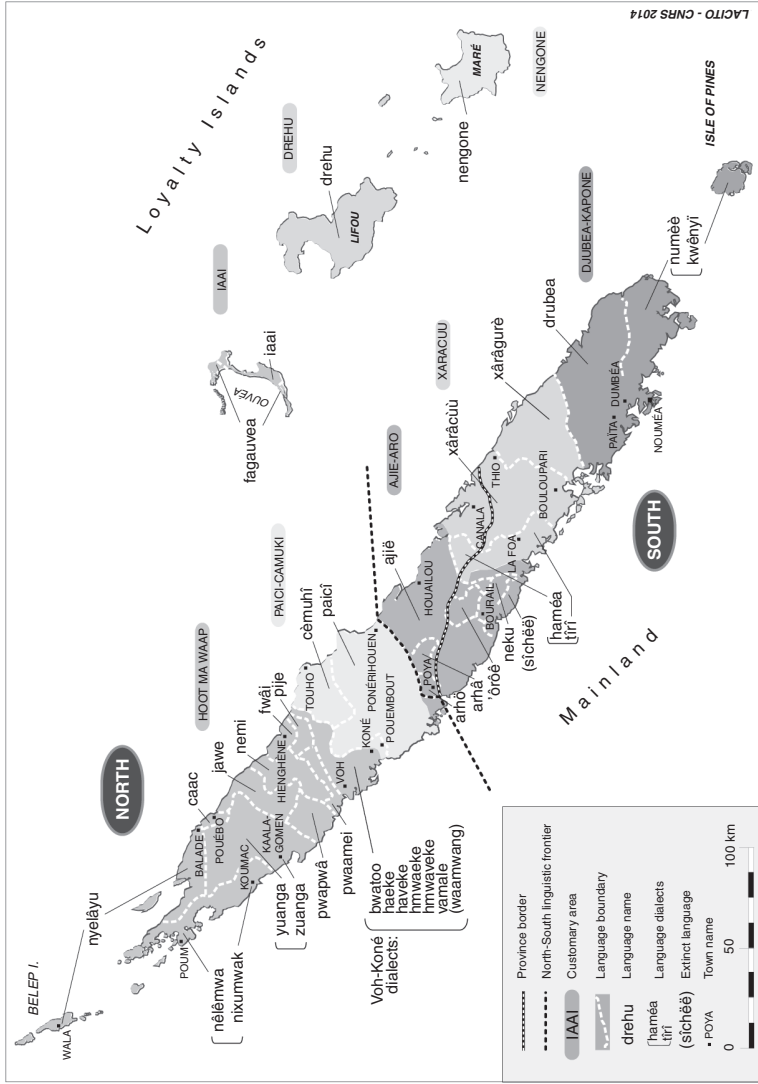 LACITO - CNRS 2014
Loyalty Islands
BELEP I.
WALA
nyelâyu
POUM
nêlêmwa
nixumwak
BALADE
caac
POUÉBO
jawe
KOUMAC
nemi
KAALA-
GOMEN
yuanga
zuanga
HIENGHÈNE
fwâi
pije
pwapwâ
pwaamei
VOH
NORTH
HOOT MA WAAP
PAICI-CAMUKI
TOUHO
cèmuhî
paicî
KONÉ
PONÉRIHOUEN
POUEMBOUT
Voh-Koné
dialects:
bwatoo
haeke
haveke
hmwaeke
hmwaveke
vamale
(waamwang)
AJIE-ARO
ajië
HOUAILOU
POYA
arhö
arhâ
'ôrôê
BOURAIL
neku
(sîchëë)
haméa
tîrî
LA FOA
CANALA
xârâcùù
XARACUU
THIO
xârâgurè
BOULOUPARI
drubea
DJUBEA-KAPONE
PAÏTA
DUMBÉA
NOUMÉA
numèè
kwênyï
ISLE OF PINES
SOUTH
Mainland
IAAI
OUVÉA
iaai
fagauvea
DREHU
drehu
LIFOU
MARÉ
nengone
NENGONE
Province border
North-South linguistic frontier
IAAI
Customary area
Language boundary
drehu
Language name
haméa
tîrî
Language dialects
(sîchëë)
Extinct language
POYA
Town name
0 50 100 km